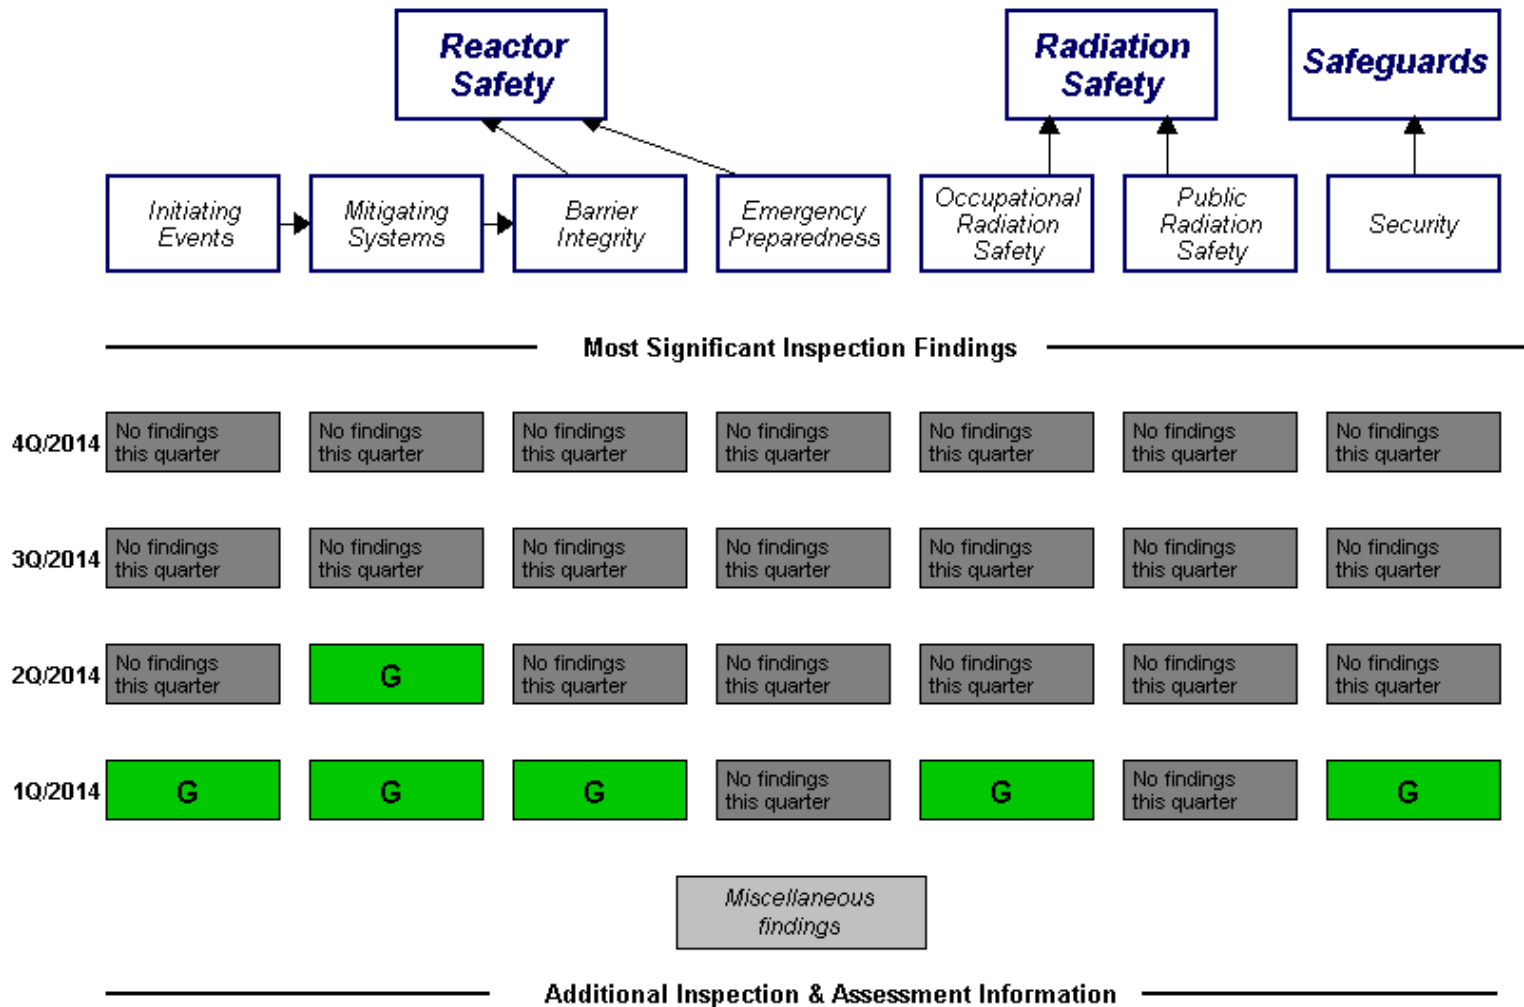 Reactor
Safety
Radiation
Safety
Safeguards
Initiating
Events
Mitigating
Systems
Barrier
Integrity
Emergency
Preparedness
Occupational
Radiation
Safety
Public
Radiation
Safety
Security
Most Significant Inspection Findings
4Q/2014
No findings
this quarter
No findings
this quarter
No findings
this quarter
No findings
this quarter
No findings
this quarter
No findings
this quarter
No findings
this quarter
3Q/2014
No findings
this quarter
No findings
this quarter
No findings
this quarter
No findings
this quarter
No findings
this quarter
No findings
this quarter
No findings
this quarter
2Q/2014
No findings
this quarter
G
No findings
this quarter
No findings
this quarter
No findings
this quarter
No findings
this quarter
No findings
this quarter
1Q/2014
G
G
G
No findings
this quarter
G
No findings
this quarter
G
Miscellaneous
findings
Additional Inspection & Assessment Information